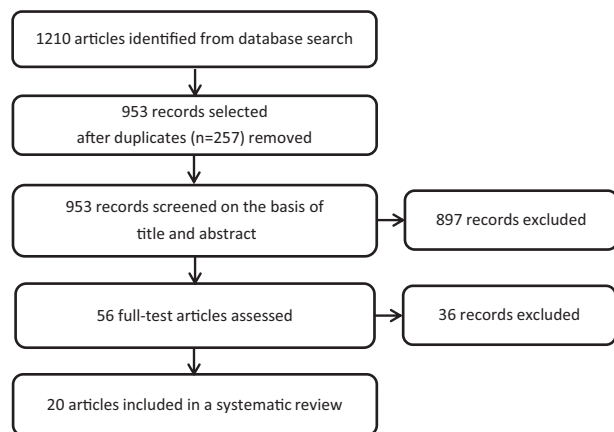 1210 articles identified from database search
953 records selected
after duplicates (n=257) removed
953 records screened on the basis of
title and abstract
897 records excluded
56 full-test articles assessed
36 records excluded
20 articles included in a systematic review